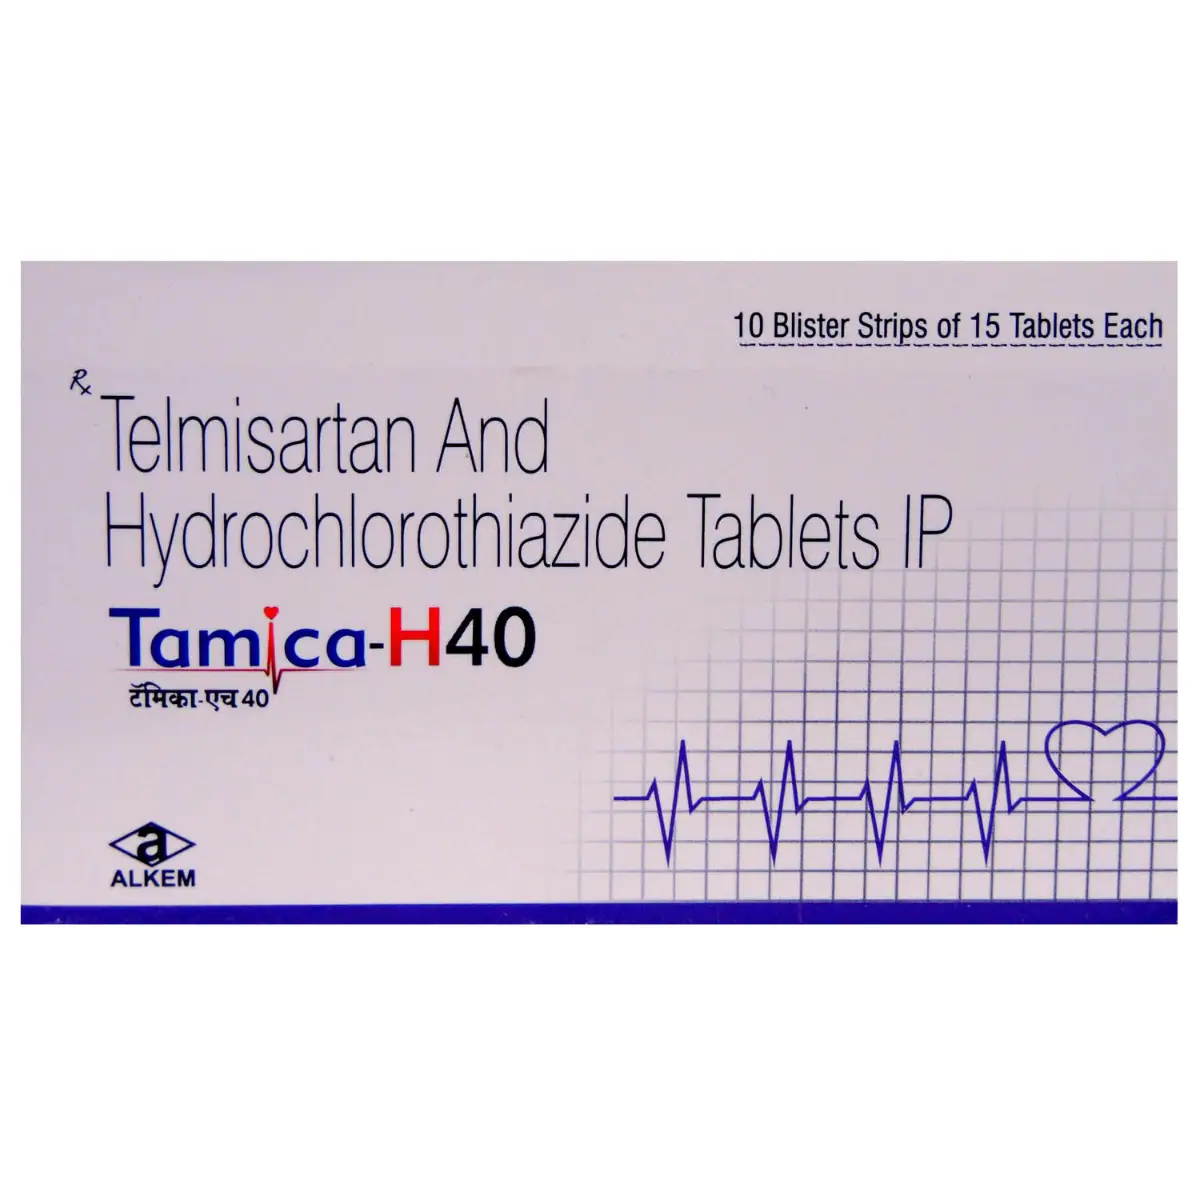 10 Blister Strips of 15 Tablets Each
Rx
Telmisartan And
Hydrochlorothiazide Tablets IP
Tamica-H40
टॅमिका-एच 40
a
ALKEM